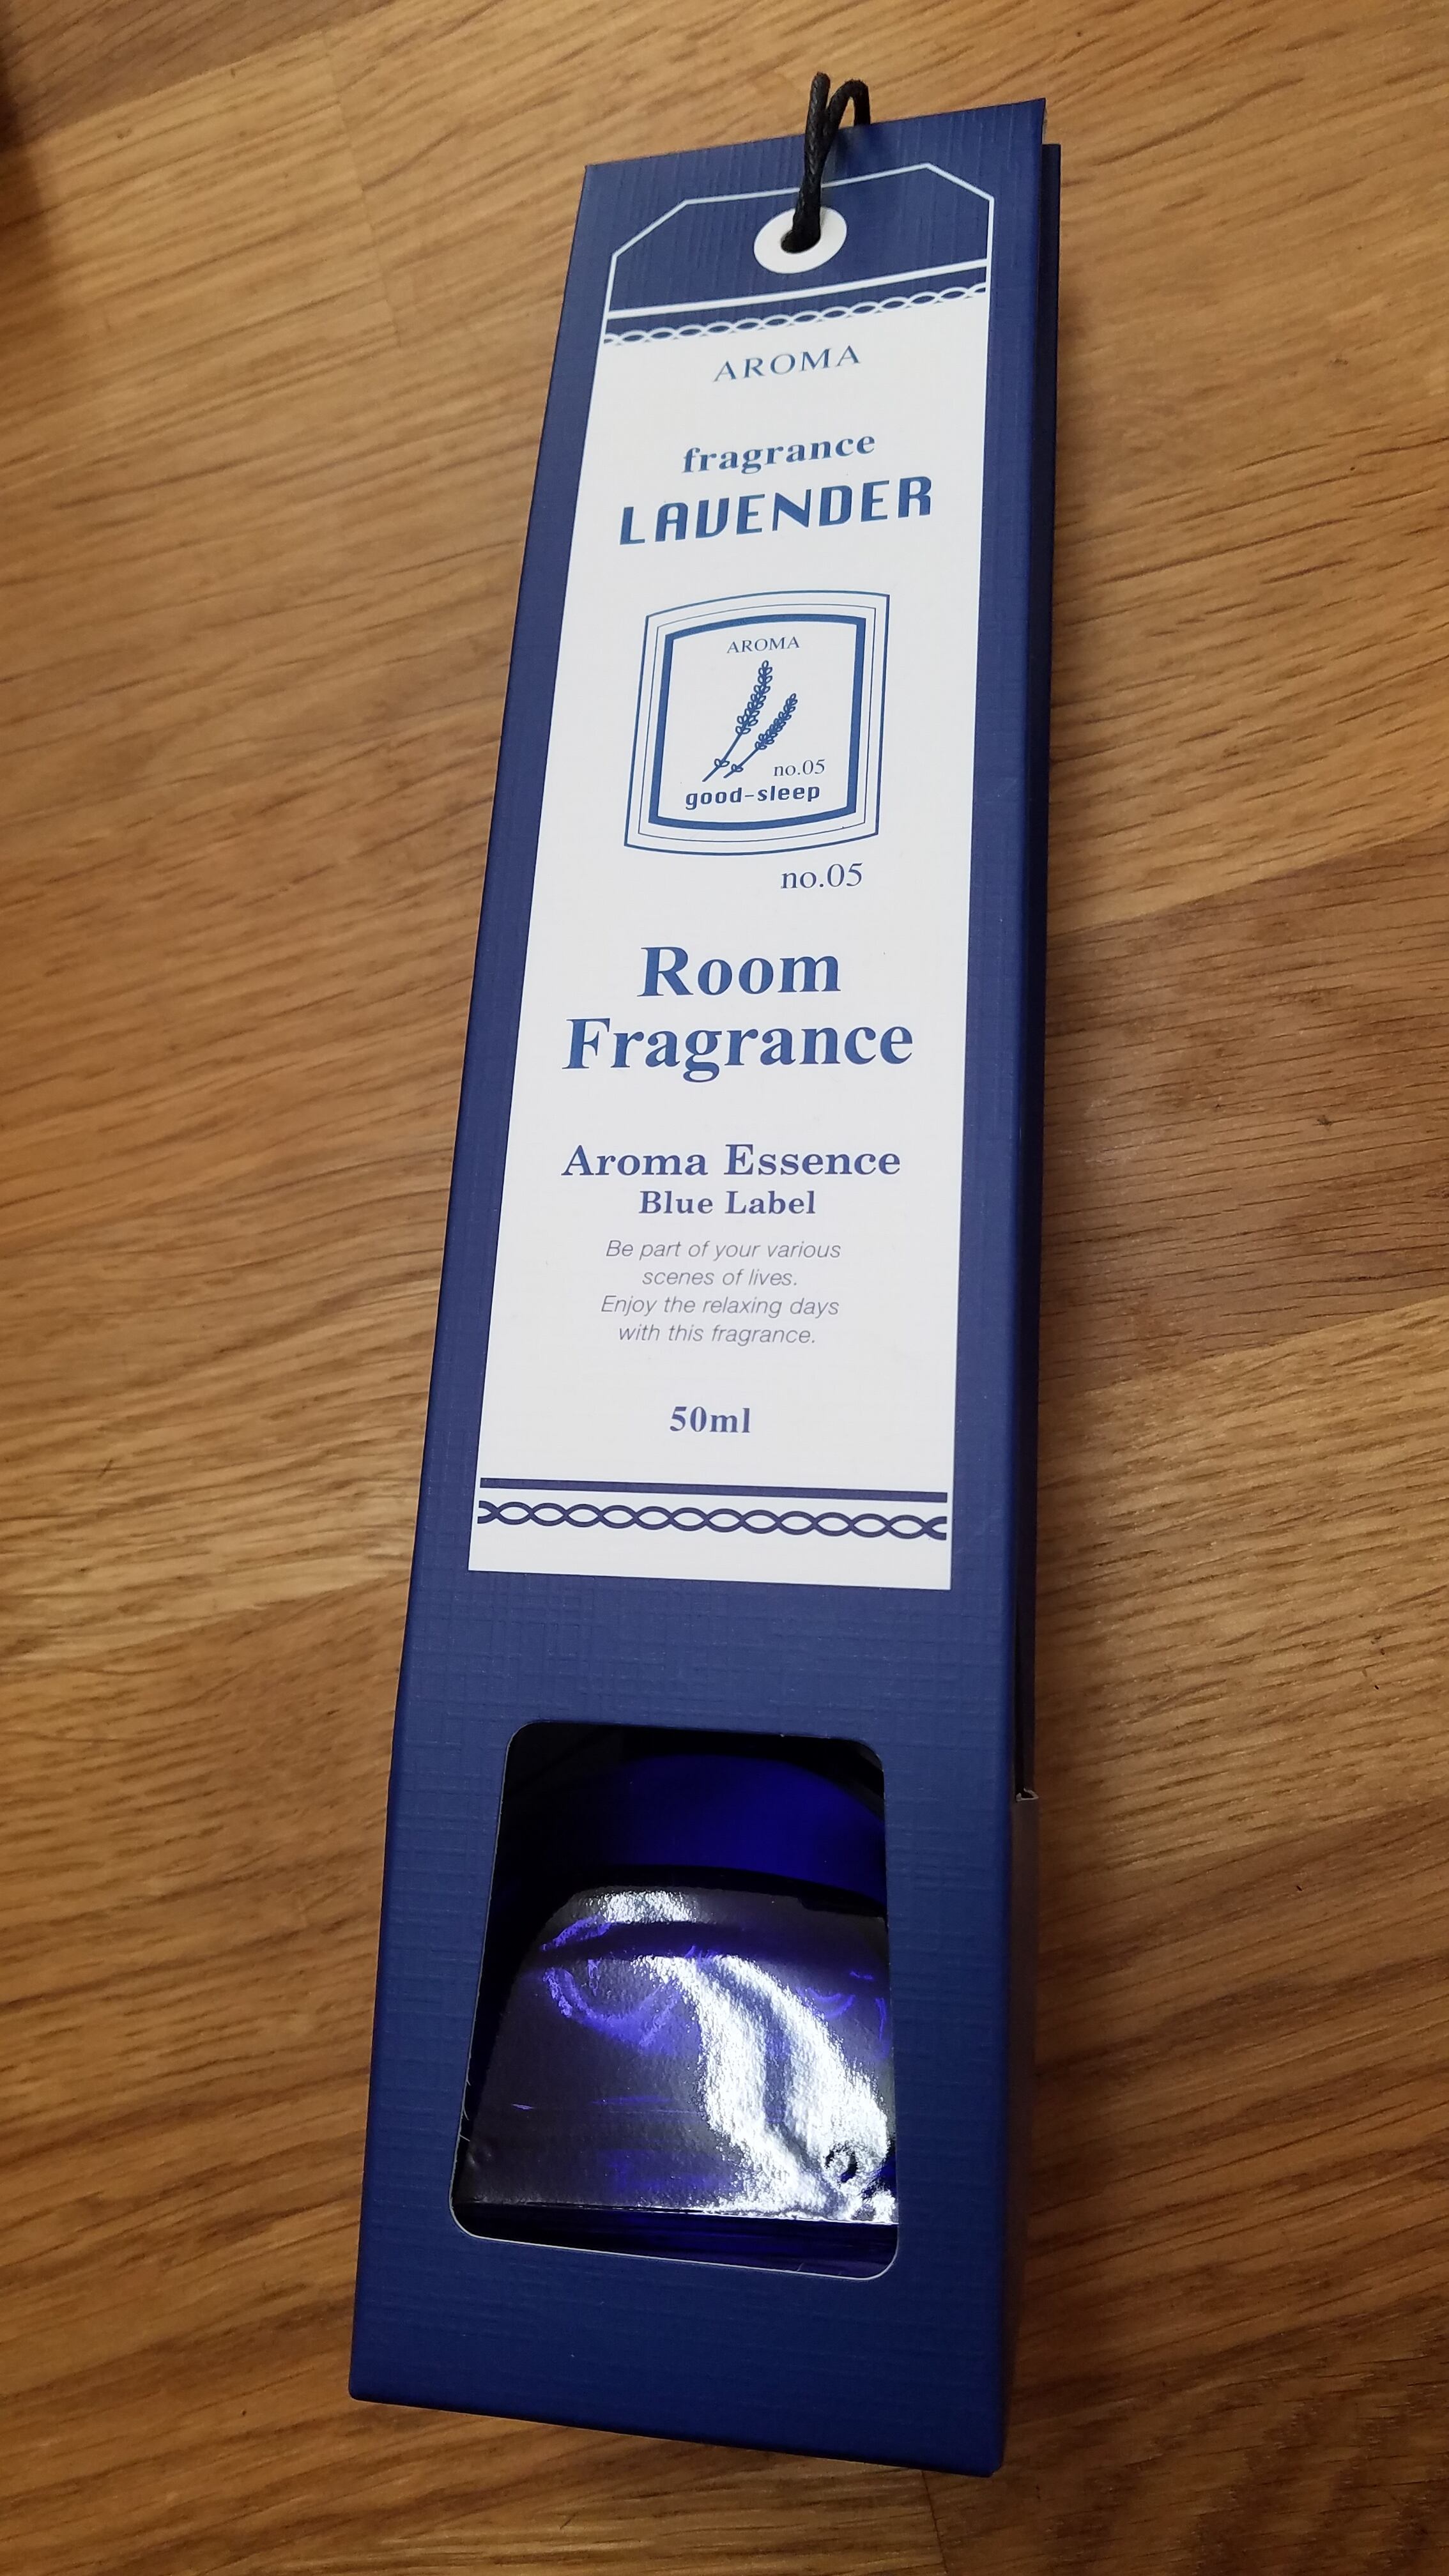 AROMA
fragrance
LAVENDER
AROMA
no.05
good-sleep
no.05
Room
Fragrance
Aroma Essence
Blue Label
Be part of your various
scenes of lives.
Enjoy the relaxing days
with this fragrance.
50ml